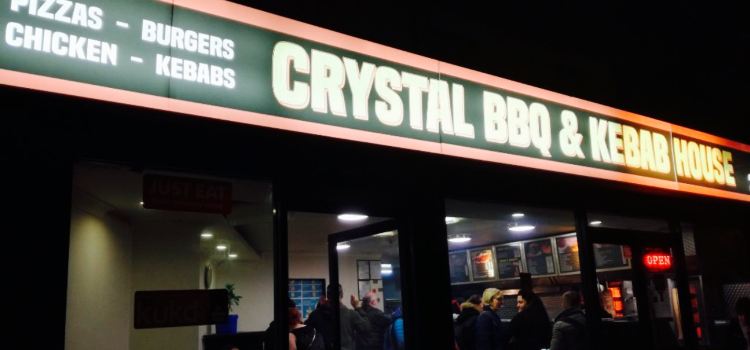 PIZZAS - BURGERS
CHICKEN - KEBABS
CRYSTAL BBQ & KEBAB HOUSE
JUST EAT
OPEN